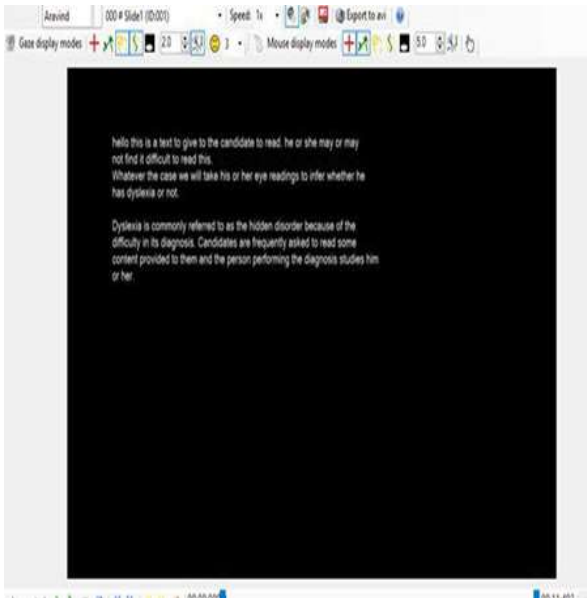 Aravind 000 # Slide1 (ID:001) Speed: 1x Export to avi
Gaze display modes 2.0 3 Mouse display modes 5.0
hello this is a text to give to the candidate to read. he or she may or may
not find it difficult to read this.
Whatever the case we will take his or her eye readings to infer whether he
has dyslexia or not.
Dyslexia is commonly referred to as the hidden disorder because of the
difficulty in its diagnosis. Candidates are frequently asked to read some
content provided to them and the person performing the diagnosis studies him
or her.